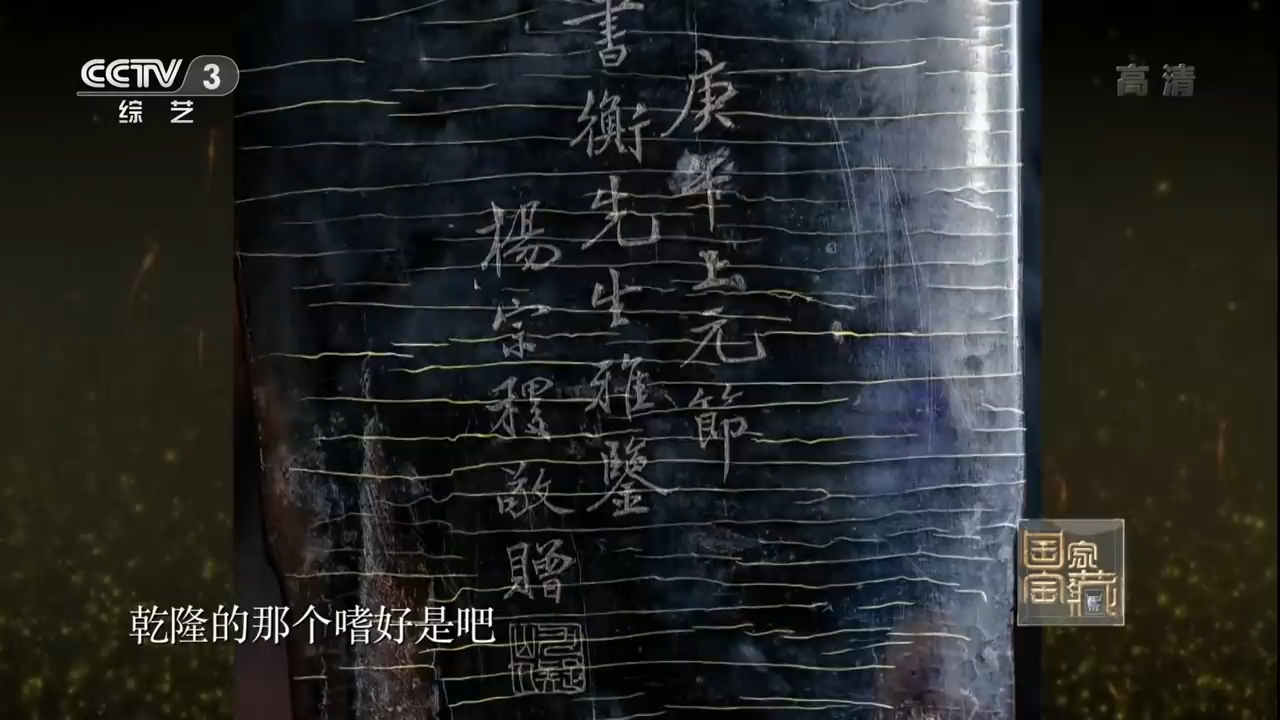 CCTV 3
综艺
高清
庚午上元節
書衡先生雅鑒
楊宗稷敬贈
国家宝藏
乾隆的那个嗜好是吧